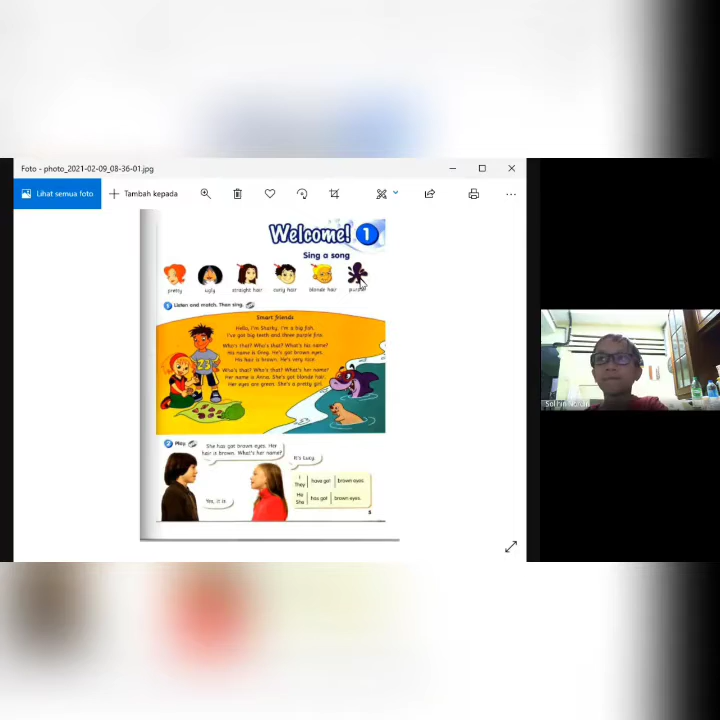 Foto - photo_2021-02-09_08-36-01.jpg
Lihat semua foto
Tambah kepada
Welcome! 1
Sing a song
pretty
ugly
straight hair
curly hair
blonde hair
purple
1 Listen and match. Then sing.
Smart friends
Hello, I'm Sharky. I'm a big fish.
I've got big teeth and three purple fins.
Who's that? Who's that? What's his name?
His name is Greg. He's got brown eyes.
His hair is brown. He's very nice.
Who's that? Who's that? What's her name?
Her name is Anna. She's got blonde hair.
Her eyes are green. She's a pretty girl.
23
2 Play.
She has got brown eyes. Her
hair is brown. What's her name?
It's Lucy.
Yes, it is.
I
They
have got
brown eyes.
He
She
has got
brown eyes.
5